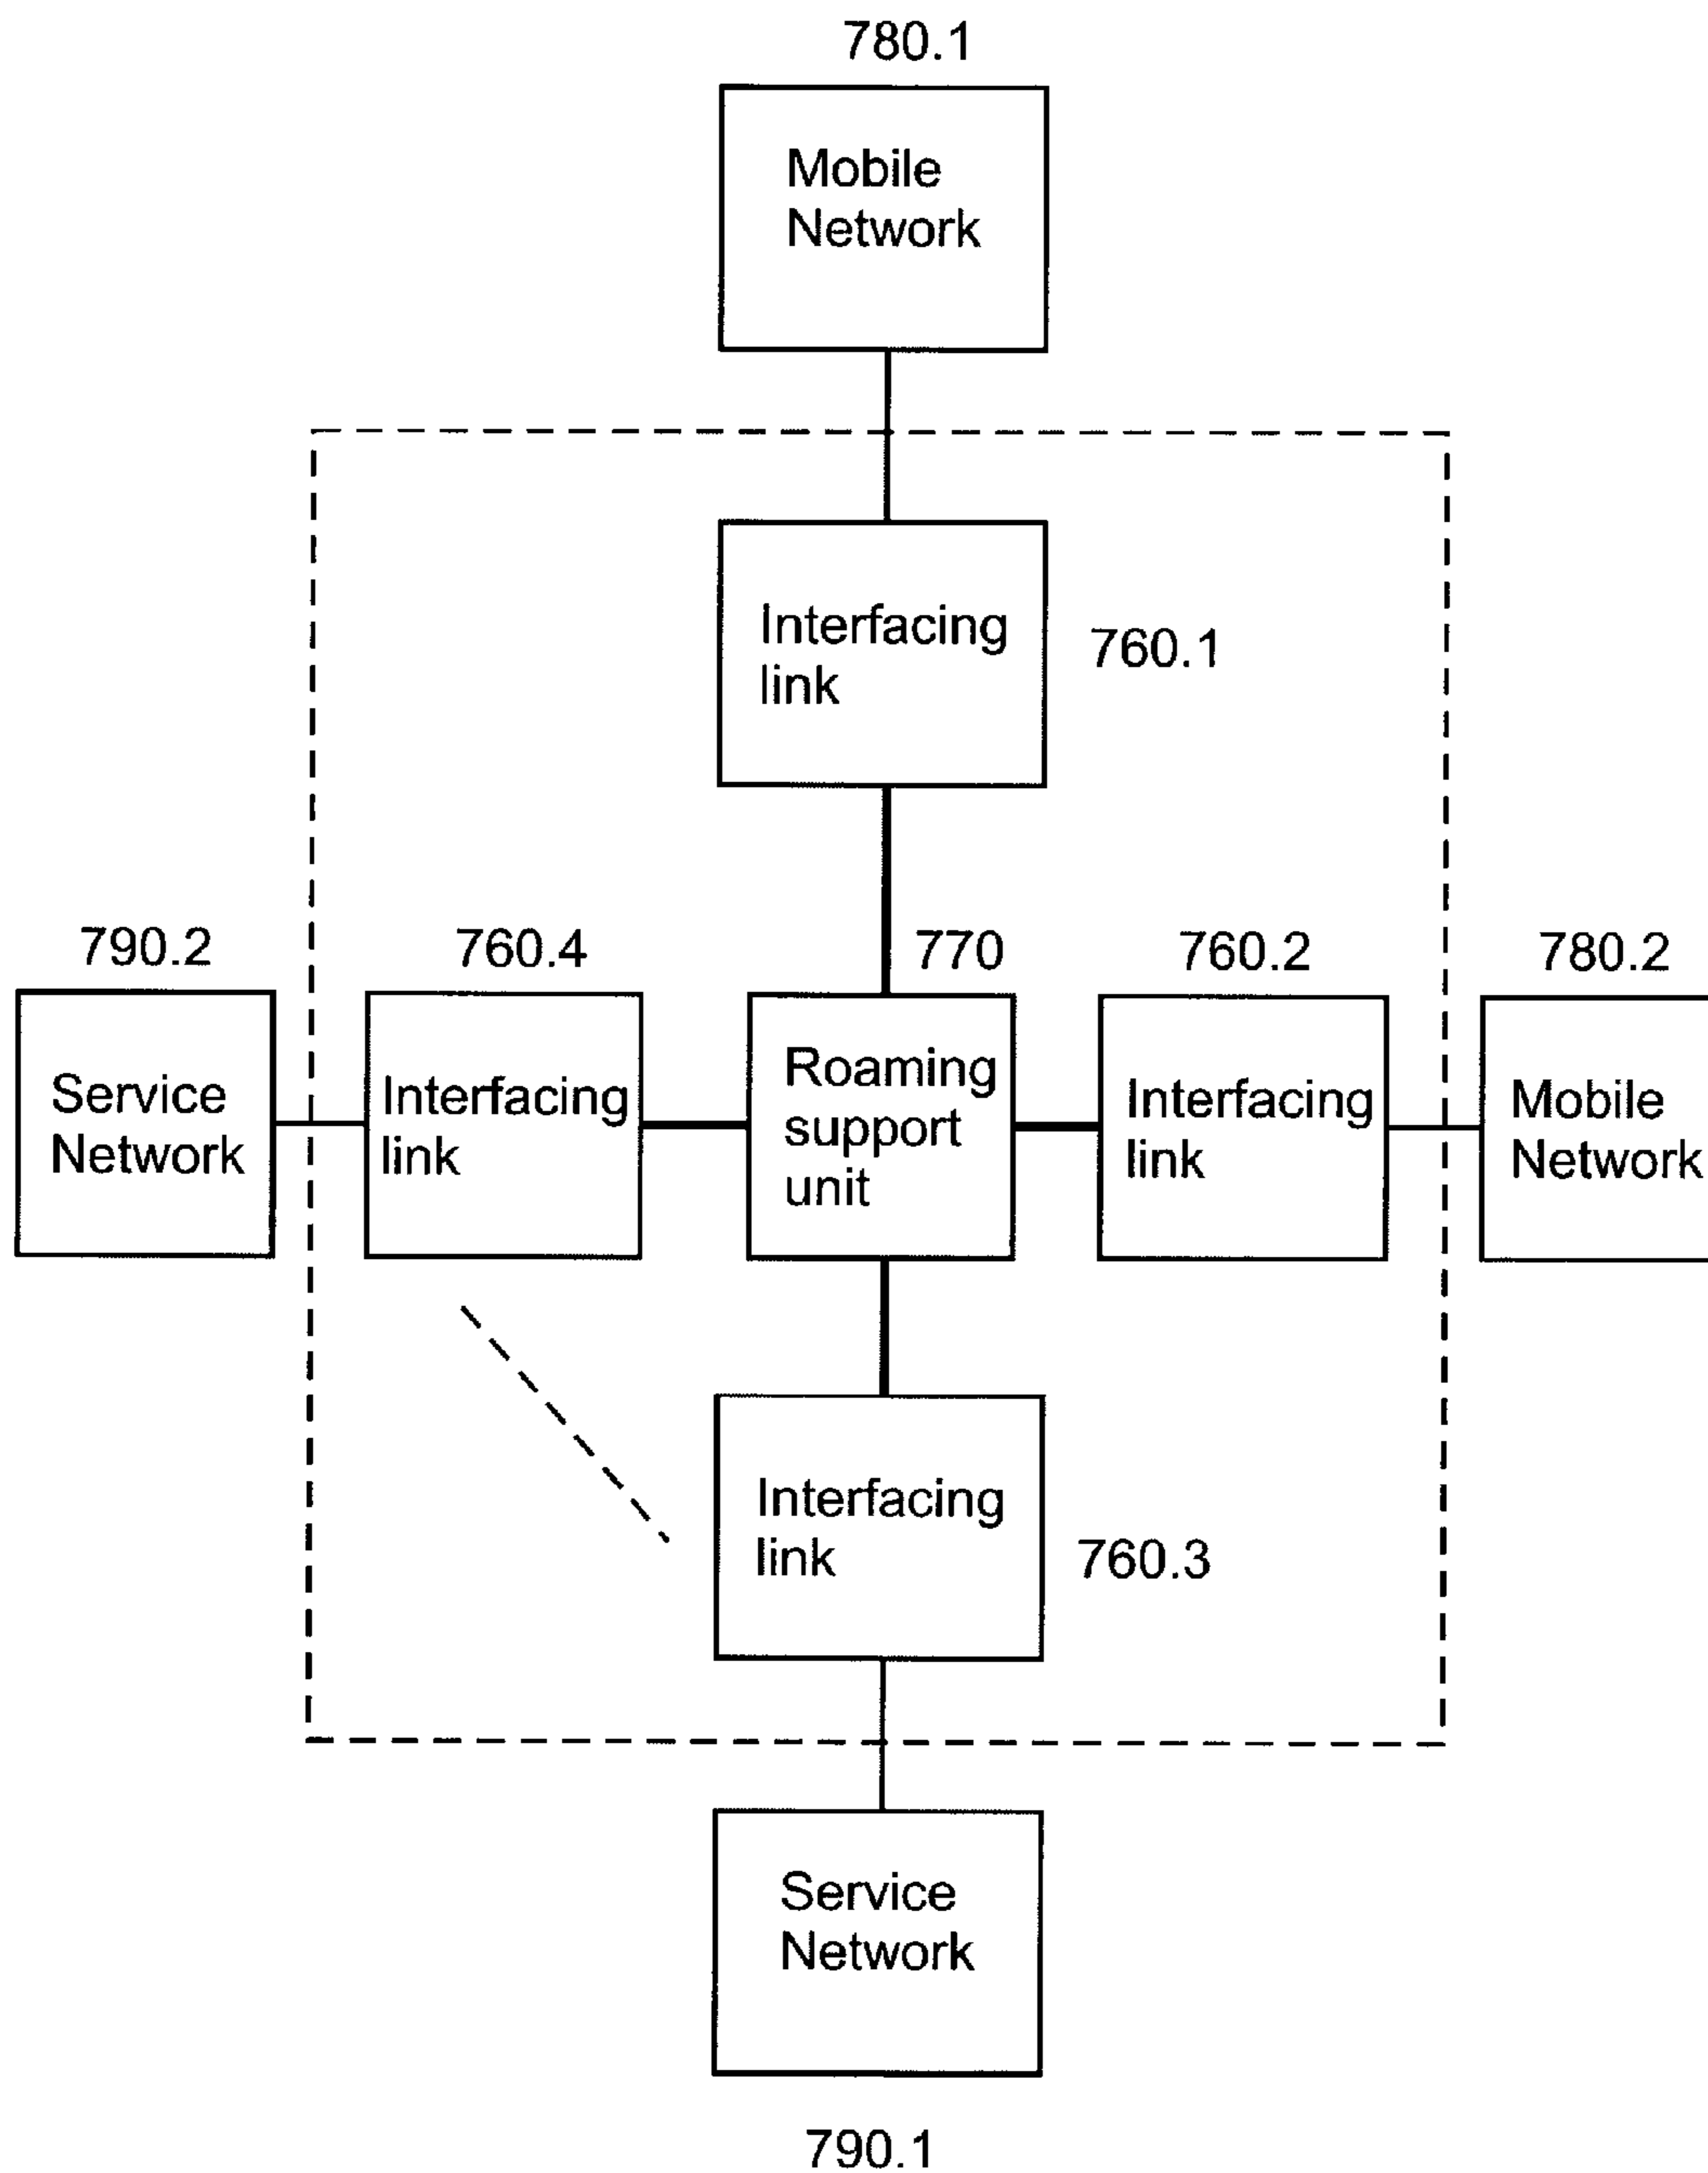 780.1
Mobile
Network
Interfacing
link
760.1
790.2
760.4
770
760.2
780.2
Service
Network
Interfacing
link
Roaming
support
unit
Interfacing
link
Mobile
Network
Interfacing
link
760.3
Service
Network
790.1